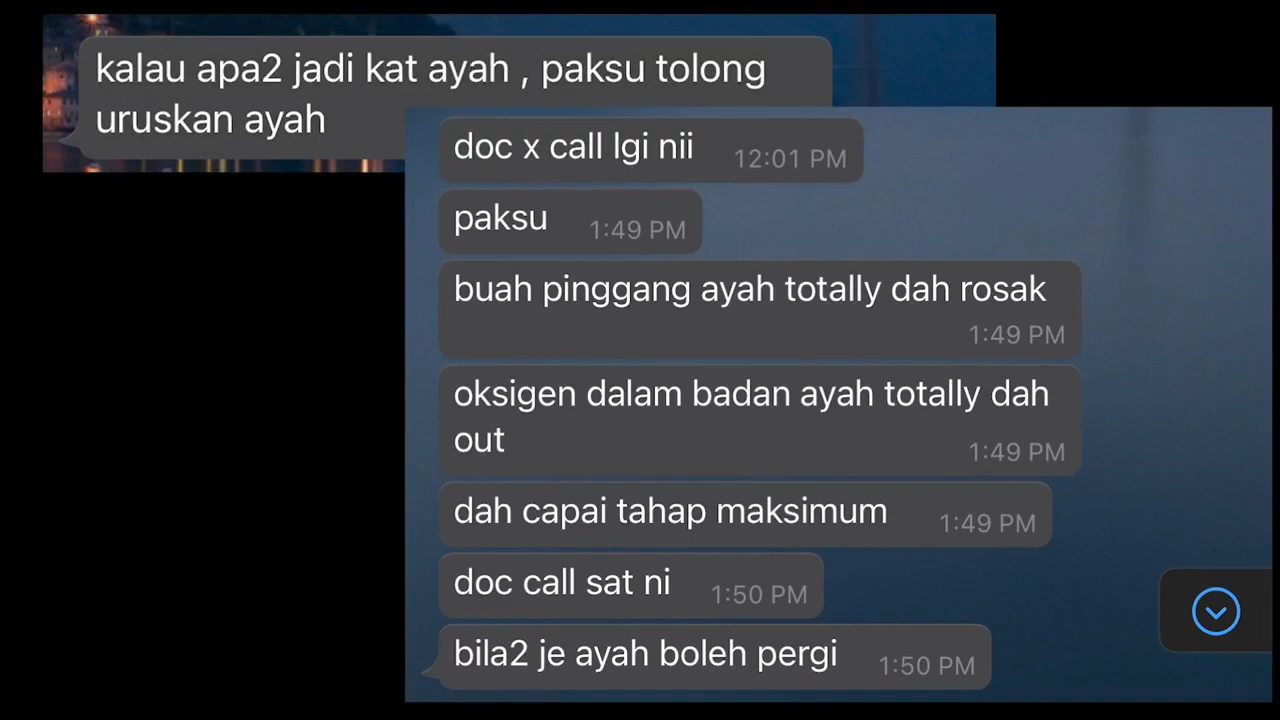 kalau apa2 jadi kat ayah , paksu tolong
uruskan ayah
doc x call lgi nii 12:01 PM
paksu 1:49 PM
buah pinggang ayah totally dah rosak
1:49 PM
oksigen dalam badan ayah totally dah
out 1:49 PM
dah capai tahap maksimum 1:49 PM
doc call sat ni 1:50 PM
bila2 je ayah boleh pergi 1:50 PM